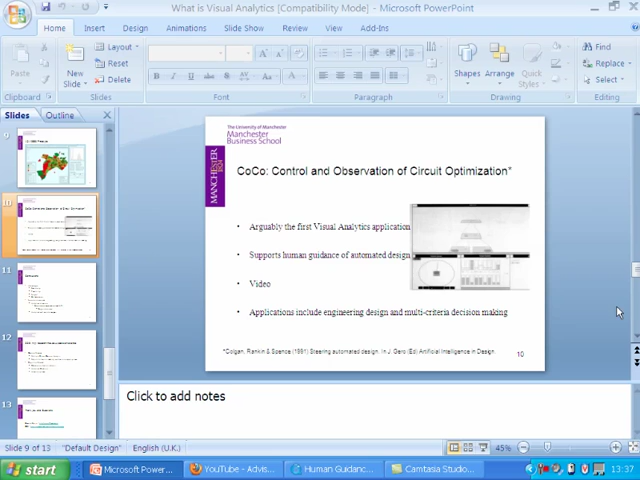 What is Visual Analytics [Compatibility Mode] - Microsoft PowerPoint
Home Insert Design Animations Slide Show Review View Add-Ins
Paste
New Slide
Layout
Reset
Delete
Shapes Arrange Quick Styles
Find
Replace
Select
Clipboard Slides Font Paragraph Drawing Editing
Slides Outline
9
10
11
12
13
The University of Manchester
Manchester
Business School
MANCHESTER
1824
CoCo: Control and Observation of Circuit Optimization*
• Arguably the first Visual Analytics application
• Supports human guidance of automated design
• Video
• Applications include engineering design and multi-criteria decision making
*Colgan, Rankin & Spence (1991) Steering automated design. In J. Gero (Ed) Artificial Intelligence in Design.
10
Click to add notes
Slide 9 of 13 "Default Design" English (U.K.) 45%
start Microsoft Power... YouTube - Advis... Human Guidanc... Camtasia Studio... 13:37